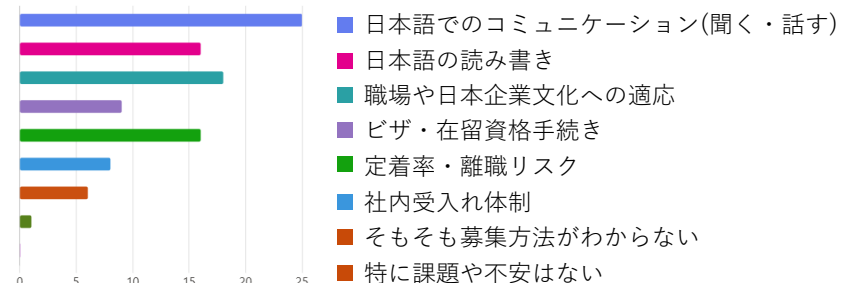 日本語でのコミュニケーション(聞く・話す)
日本語の読み書き
職場や日本企業文化への適応
ビザ・在留資格手続き
定着率・離職リスク
社内受入れ体制
そもそも募集方法がわからない
特に課題や不安はない
0 5 10 15 20 25